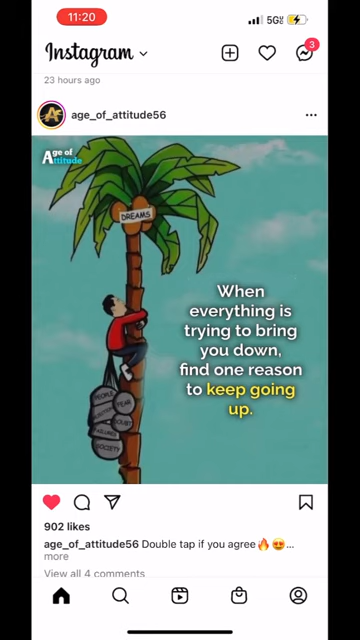 11:20
5G
Instagram
3
23 hours ago
age_of_attitude56
Age of
Attitude
DREAMS
When
everything is
trying to bring
you down,
find one reason
to keep going
up.
PEOPLE
FEAR
DOUBT
FAILURE
SOCIETY
902 likes
age_of_attitude56 Double tap if you agree🔥😍...
more
View all 4 comments